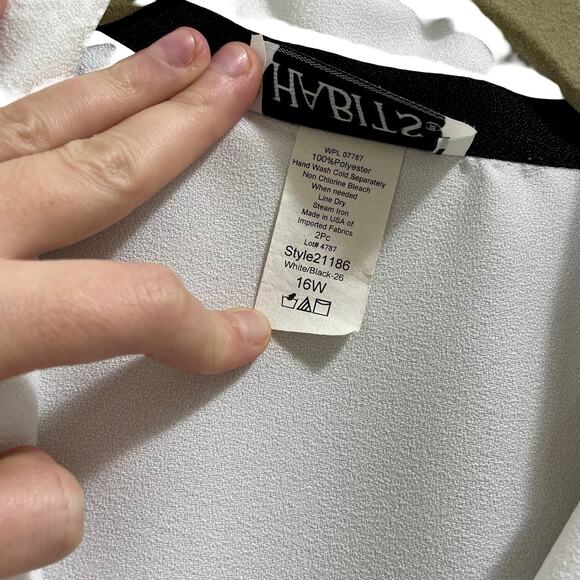 HABITS®
WPL 07787
100%Polyester
Hand Wash Cold,Separately
Non Chlorine Bleach
When needed
Line Dry
Steam Iron
Made in USA of
Imported Fabrics
2Pc
Lot# 4787
Style21186
White/Black-26
16W